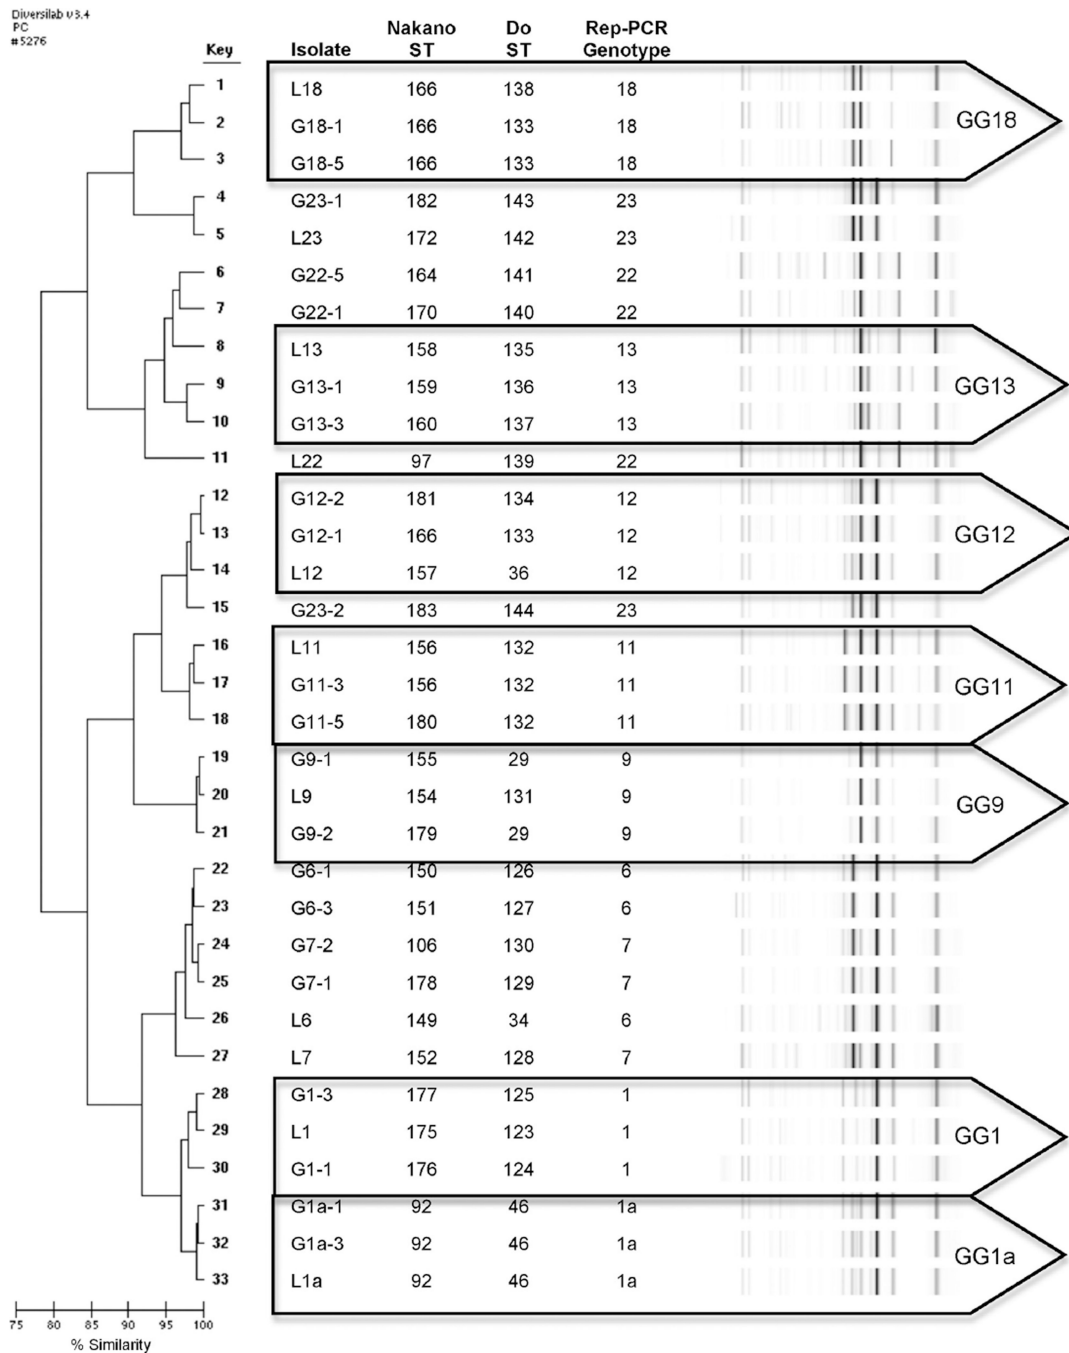 Diversilab v3.4
PC
#5276
Nakano Do Rep-PCR
Key Isolate ST ST Genotype
1 L18 166 138 18
2 G18-1 166 133 18 GG18
3 G18-5 166 133 18
4 G23-1 182 143 23
5 L23 172 142 23
6 G22-5 164 141 22
7 G22-1 170 140 22
8 L13 158 135 13
9 G13-1 159 136 13 GG13
10 G13-3 160 137 13
11 L22 97 139 22
12 G12-2 181 134 12
13 G12-1 166 133 12 GG12
14 L12 157 36 12
15 G23-2 183 144 23
16 L11 156 132 11
17 G11-3 156 132 11 GG11
18 G11-5 180 132 11
19 G9-1 155 29 9
20 L9 154 131 9 GG9
21 G9-2 179 29 9
22 G6-1 150 126 6
23 G6-3 151 127 6
24 G7-2 106 130 7
25 G7-1 178 129 7
26 L6 149 34 6
27 L7 152 128 7
28 G1-3 177 125 1
29 L1 175 123 1 GG1
30 G1-1 176 124 1
31 G1a-1 92 46 1a
32 G1a-3 92 46 1a GG1a
33 L1a 92 46 1a
75 80 85 90 95 100
% Similarity